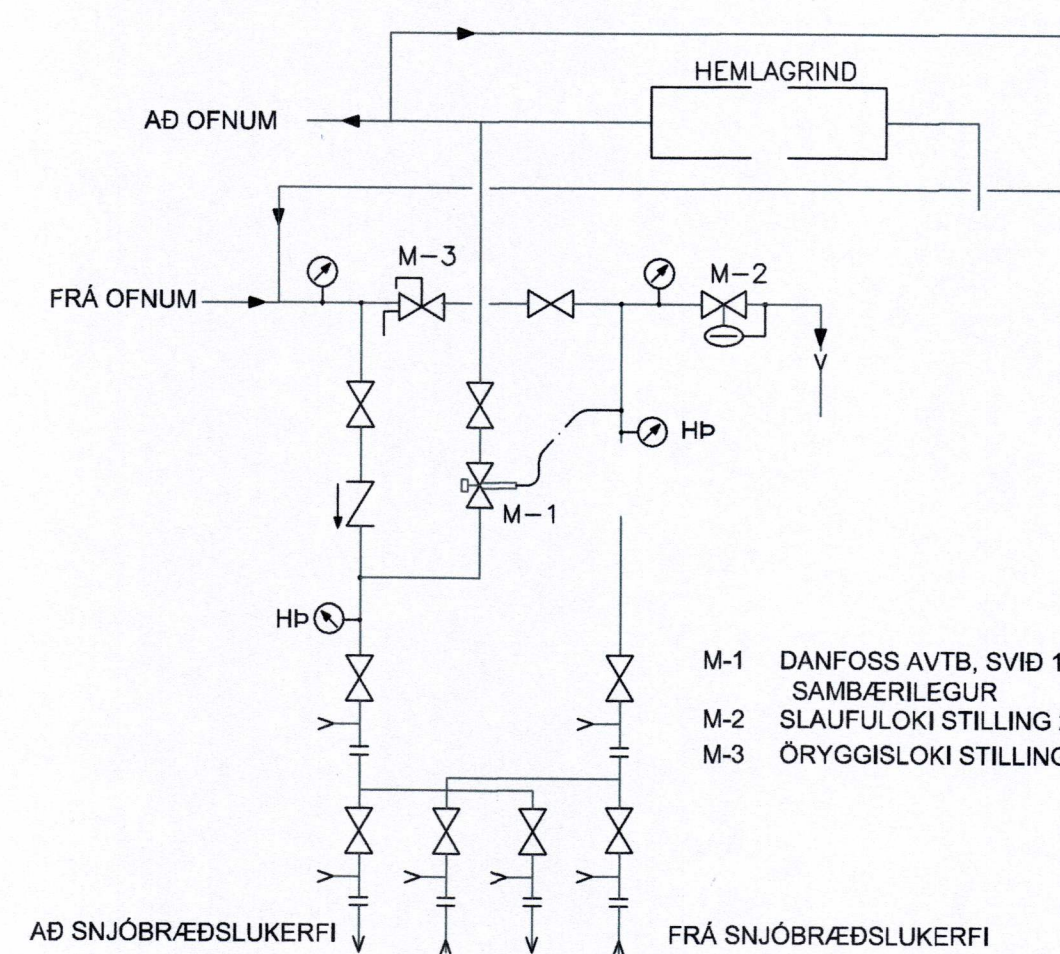 HEMLAGRIND
AÐ OFNUM
M-3
M-2
FRÁ OFNUM
V
HÞ
M-1
HÞ
M-1 DANFOSS AVTB, SVIÐ 1
SAMBÆRILEGUR
M-2 SLAUFULOKI STILLING
M-3 ÖRYGGISLOKI STILLING
AÐ SNJÓBRÆÐSLUKERFI
FRÁ SNJÓBRÆÐSLUKERFI